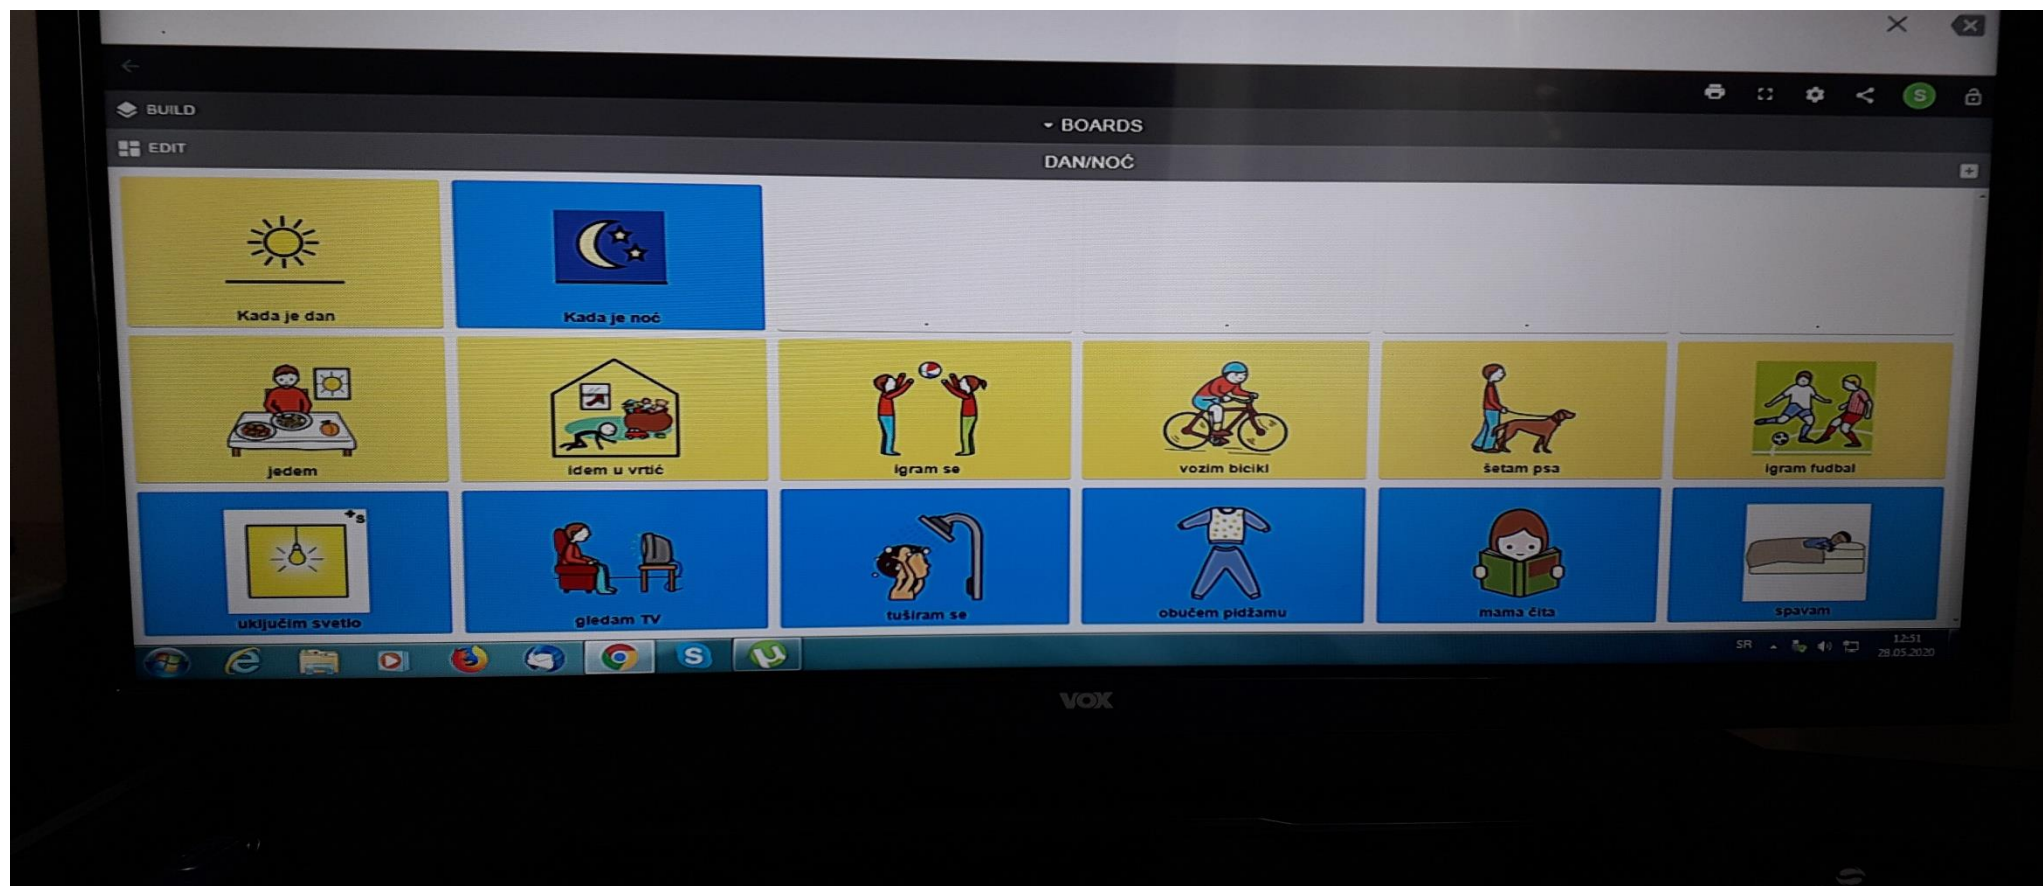 BUILD
BOARDS
EDIT
DAN/NOĆ
Kada je dan
Kada je noć
jedem
idem u vrtić
igram se
vozim bicikl
šetam psa
igram fudbal
+s
uključim svetlo
gledam TV
tuširam se
obučem pidžamu
mama čita
spavam
S
SR
12:51
28.05.2020
VOX